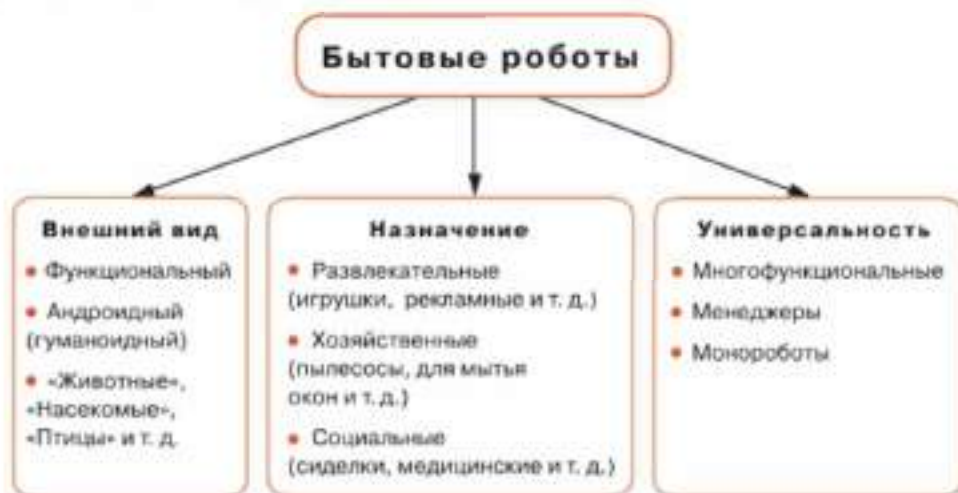 Бытовые роботы
Внешний вид
• Функциональный
• Андроидный
(гуманоидный)
• «Животные»,
«Насекомые»,
«Птицы» и т. д.
Назначение
• Развлекательные
(игрушки, рекламные и т. д.)
• Хозяйственные
(пылесосы, для мытья
окон и т. д.)
• Социальные
(сиделки, медицинские и т. д.)
Универсальность
• Многофункциональные
• Менеджеры
• Монороботы